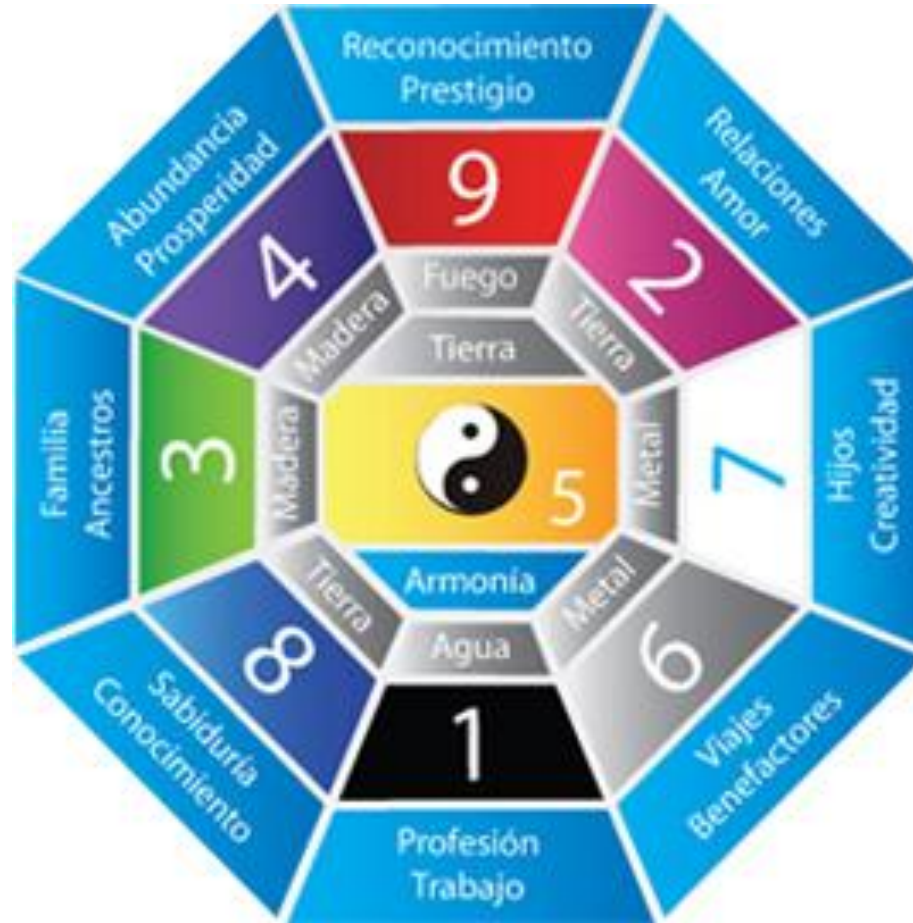 Reconocimiento
Prestigio
9
Fuego
Relaciones
Amor
2
Tierra
Hijos
Creatividad
7
Metal
Viajes
Benefactores
6
Metal
Profesión
Trabajo
1
Agua
Sabiduría
Conocimiento
8
Tierra
Familia
Ancestros
3
Madera
Abundancia
Prosperidad
4
Madera
Tierra
5
Armonía